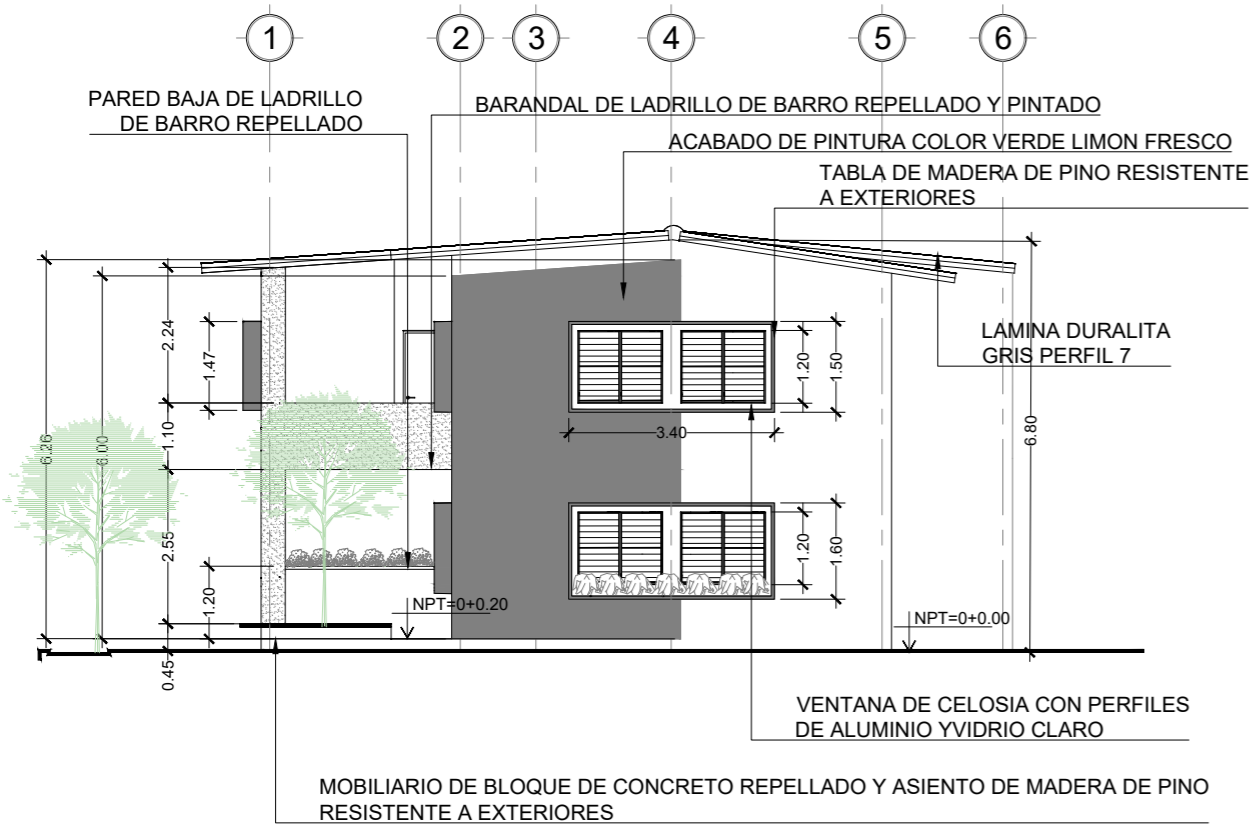 1 2 3 4 5 6
PARED BAJA DE LADRILLO
DE BARRO REPELLADO
BARANDAL DE LADRILLO DE BARRO REPELLADO Y PINTADO
ACABADO DE PINTURA COLOR VERDE LIMON FRESCO
TABLA DE MADERA DE PINO RESISTENTE
A EXTERIORES
LAMINA DURALITA
GRIS PERFIL 7
6.26
6.00
2.24
1.10
2.55
0.45
1.47
1.20
1.20
1.50
3.40
1.20
1.60
6.80
NPT=0+0.20
NPT=0+0.00
VENTANA DE CELOSIA CON PERFILES
DE ALUMINIO YVIDRIO CLARO
MOBILIARIO DE BLOQUE DE CONCRETO REPELLADO Y ASIENTO DE MADERA DE PINO
RESISTENTE A EXTERIORES